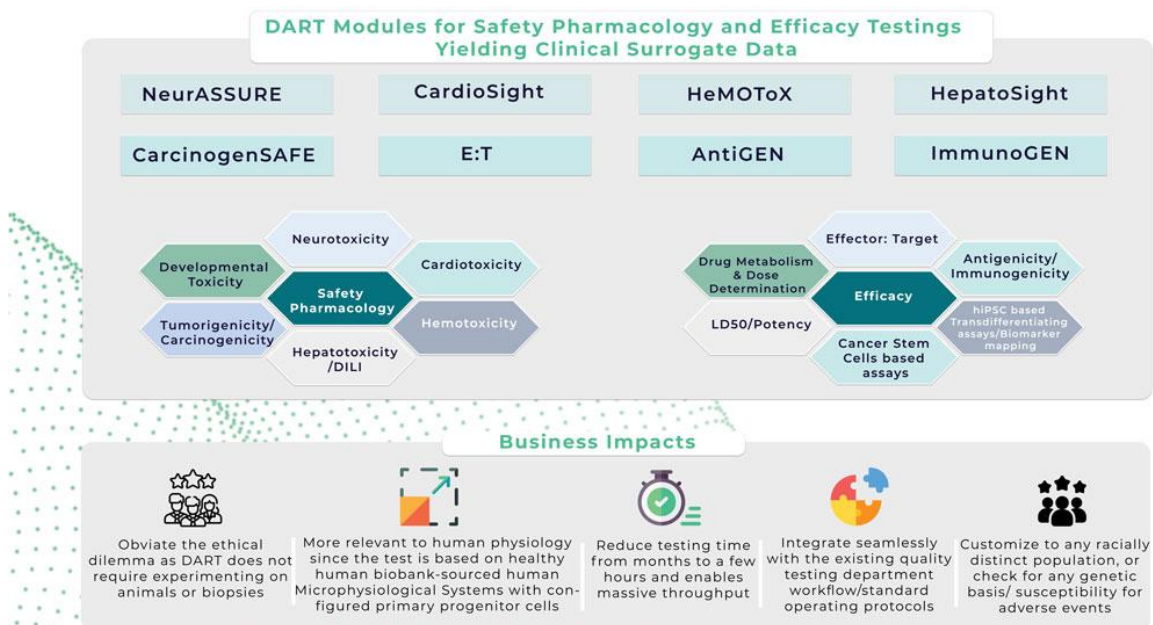 DART Modules for Safety Pharmacology and Efficacy Testings
Yielding Clinical Surrogate Data
NeurASSURE
CardioSight
HeMOToX
HepatoSight
CarcinogenSAFE
E:T
AntiGEN
ImmunoGEN
Neurotoxicity
Developmental
Toxicity
Cardiotoxicity
Safety
Pharmacology
Tumorigenicity/
Carcinogenicity
Hemotoxicity
Hepatotoxicity
/DILI
Effector: Target
Drug Metabolism
& Dose
Determination
Antigenicity/
Immunogenicity
Efficacy
LD50/Potency
hiPSC based
Transdifferentiating
assays/Biomarker
mapping
Cancer Stem
Cells based
assays
Business Impacts
Obviate the ethical
dilemma as DART does not
require experimenting on
animals or biopsies
More relevant to human physiology
since the test is based on healthy
human biobank-sourced human
Microphysiological Systems with con-
figured primary progenitor cells
Reduce testing time
from months to a few
hours and enables
massive throughput
Integrate seamlessly
with the existing quality
testing department
workflow/standard
operating protocols
Customize to any racially
distinct population, or
check for any genetic
basis/ susceptibility for
adverse events